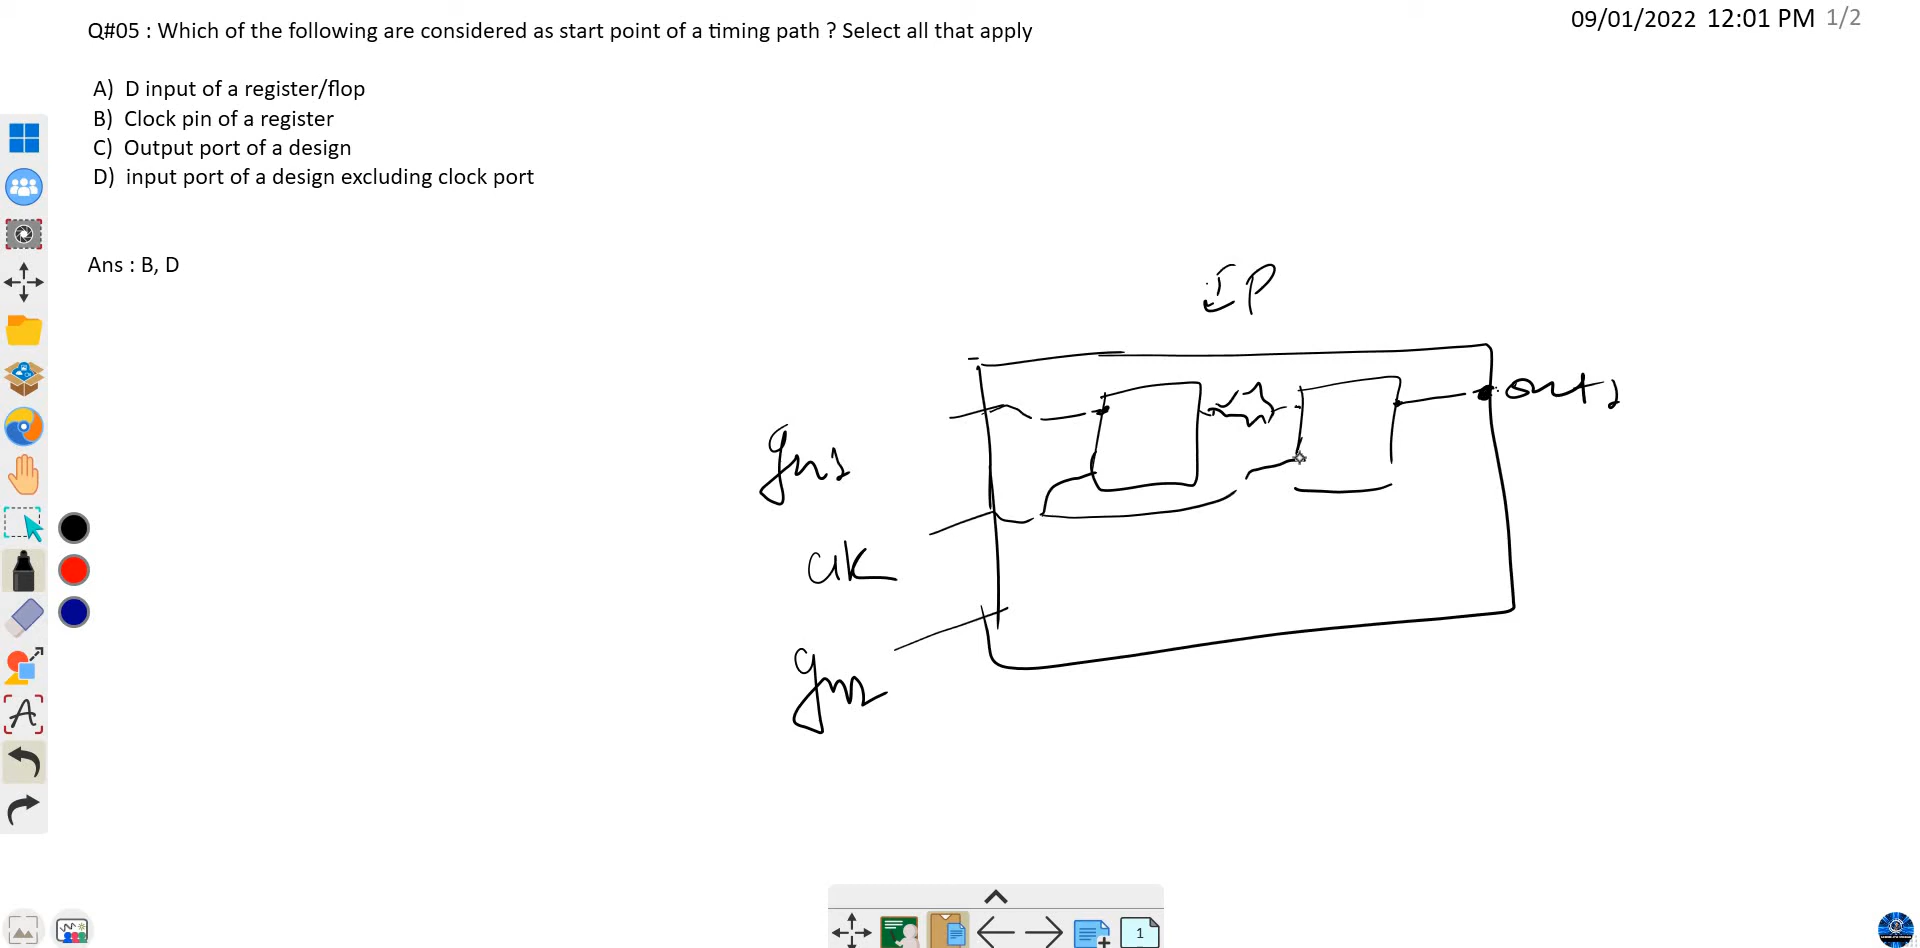 09/01/2022 12:01 PM 1/2
Q#05 : Which of the following are considered as start point of a timing path ? Select all that apply
A) D input of a register/flop
B) Clock pin of a register
C) Output port of a design
D) input port of a design excluding clock port
Ans : B, D
IP
out1
in1
clk
in2
1